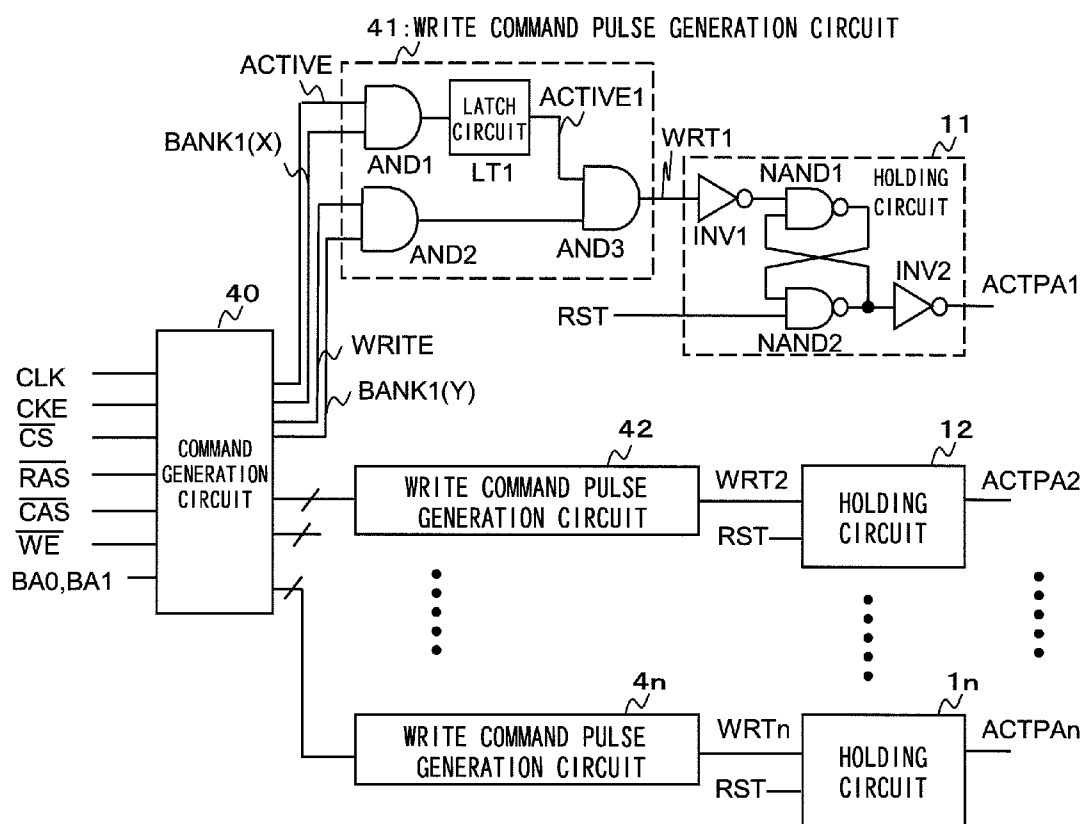 41:WRITE COMMAND PULSE GENERATION CIRCUIT
ACTIVE
LATCH
CIRCUIT
ACTIVE1
BANK1(X)
AND1
LT1
WRT1
11
NAND1
HOLDING
CIRCUIT
AND2
AND3
INV1
INV2
ACTPA1
RST
NAND2
40
WRITE
BANK1(Y)
CLK
CKE
CS
RAS
CAS
WE
BA0,BA1
COMMAND
GENERATION
CIRCUIT
42
WRITE COMMAND PULSE
GENERATION CIRCUIT
WRT2
RST
12
HOLDING
CIRCUIT
ACTPA2
4n
WRITE COMMAND PULSE
GENERATION CIRCUIT
WRTn
RST
1n
HOLDING
CIRCUIT
ACTPAn